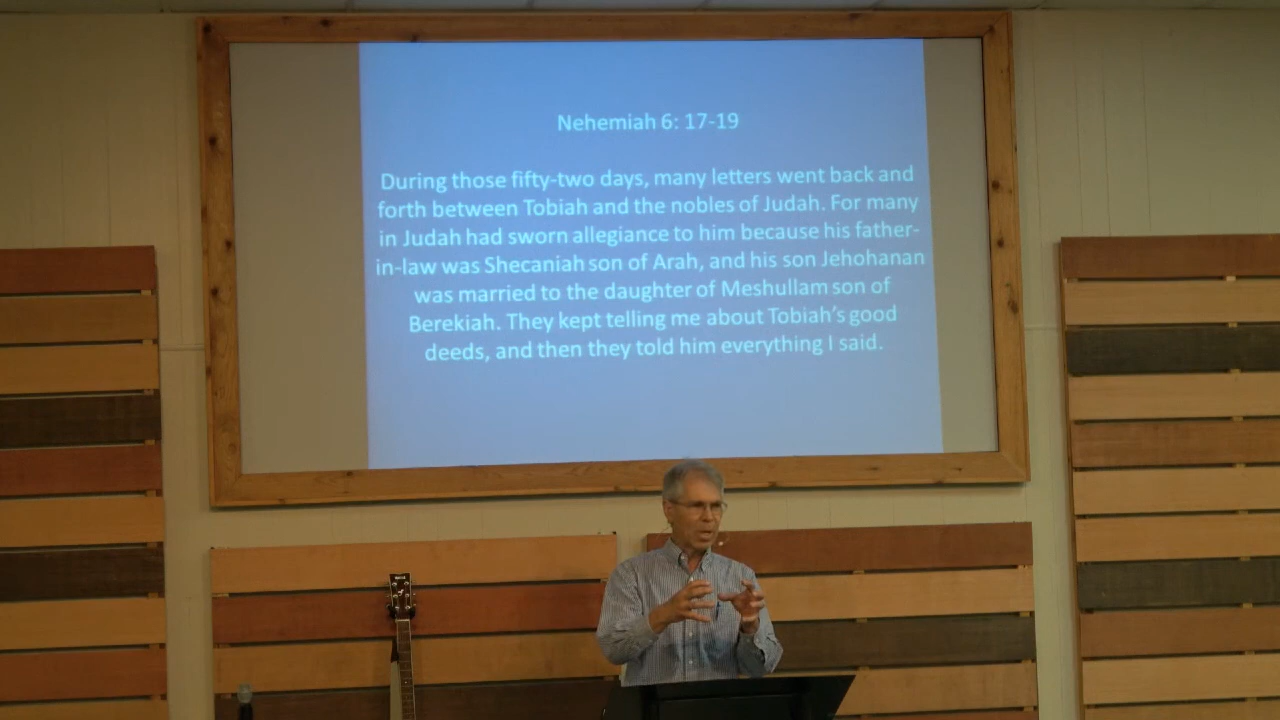 Nehemiah 6: 17-19
During those fifty-two days, many letters went back and
forth between Tobiah and the nobles of Judah. For many
in Judah had sworn allegiance to him because his father-
in-law was Shecaniah son of Arah, and his son Jehohanan
was married to the daughter of Meshullam son of
Berekiah. They kept telling me about Tobiah's good
deeds, and then they told him everything I said.